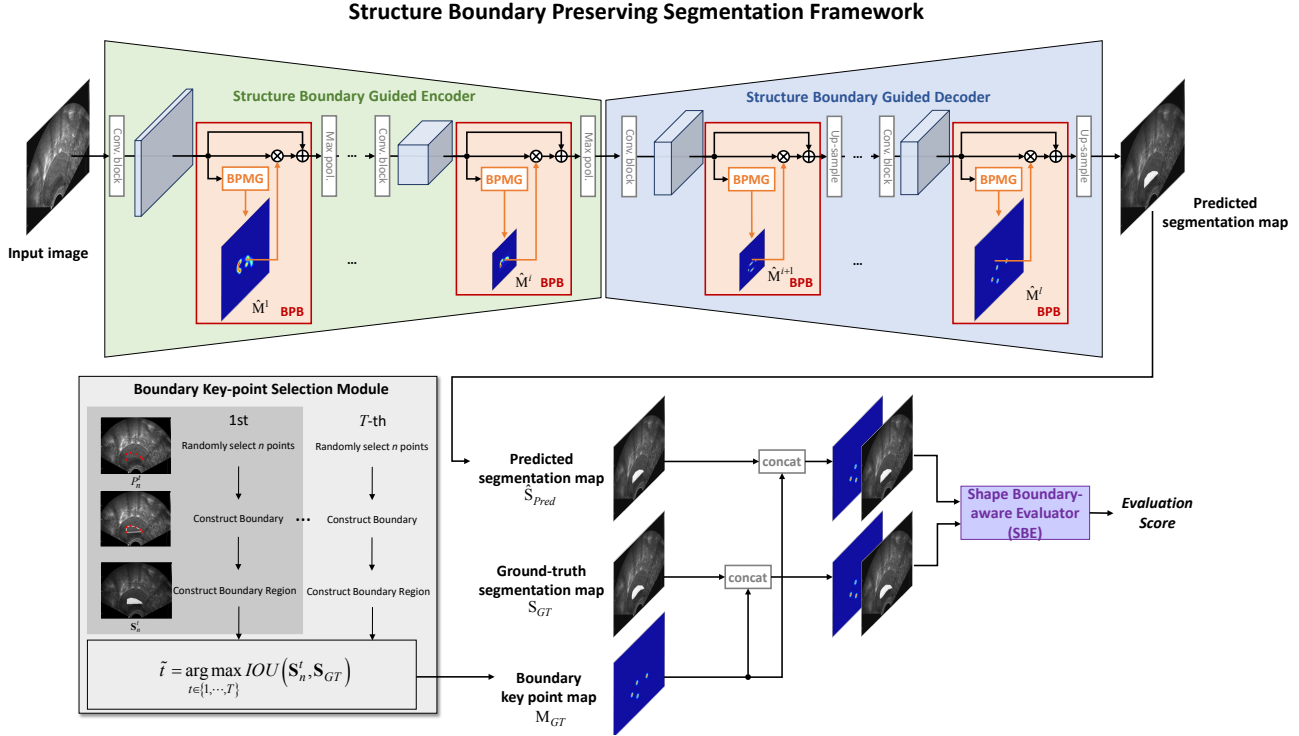 Structure Boundary Preserving Segmentation Framework
Structure Boundary Guided Encoder
Structure Boundary Guided Decoder
Input image
Conv. block
BPMG
M̂¹
BPB
Max pool.
...
...
Conv. block
BPMG
M̂ⁱ
BPB
Max pool.
Conv. block
BPMG
M̂ⁱ⁺¹
BPB
Up-sample
...
...
Conv. block
BPMG
M̂ˡ
BPB
Up-sample
Predicted
segmentation map
Boundary Key-point Selection Module
1st
T-th
Randomly select n points
Randomly select n points
Pₙᵗ
Construct Boundary
...
Construct Boundary
Construct Boundary Region
Construct Boundary Region
Sₙᵗ
t̃ = arg max IOU(Sₙᵗ, S_GT)
t∈{1,⋯,T}
Predicted
segmentation map
Ŝ_Pred
concat
Ground-truth
segmentation map
S_GT
concat
Boundary
key point map
M_GT
Shape Boundary-
aware Evaluator
(SBE)
Evaluation
Score